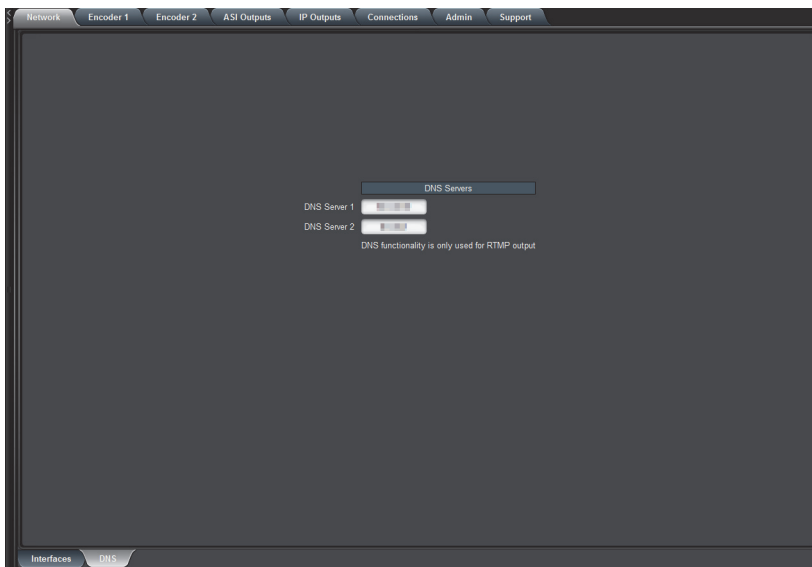 Network Encoder 1 Encoder 2 ASI Outputs IP Outputs Connections Admin Support
DNS Servers
DNS Server 1
DNS Server 2
DNS functionality is only used for RTMP output
Interfaces DNS